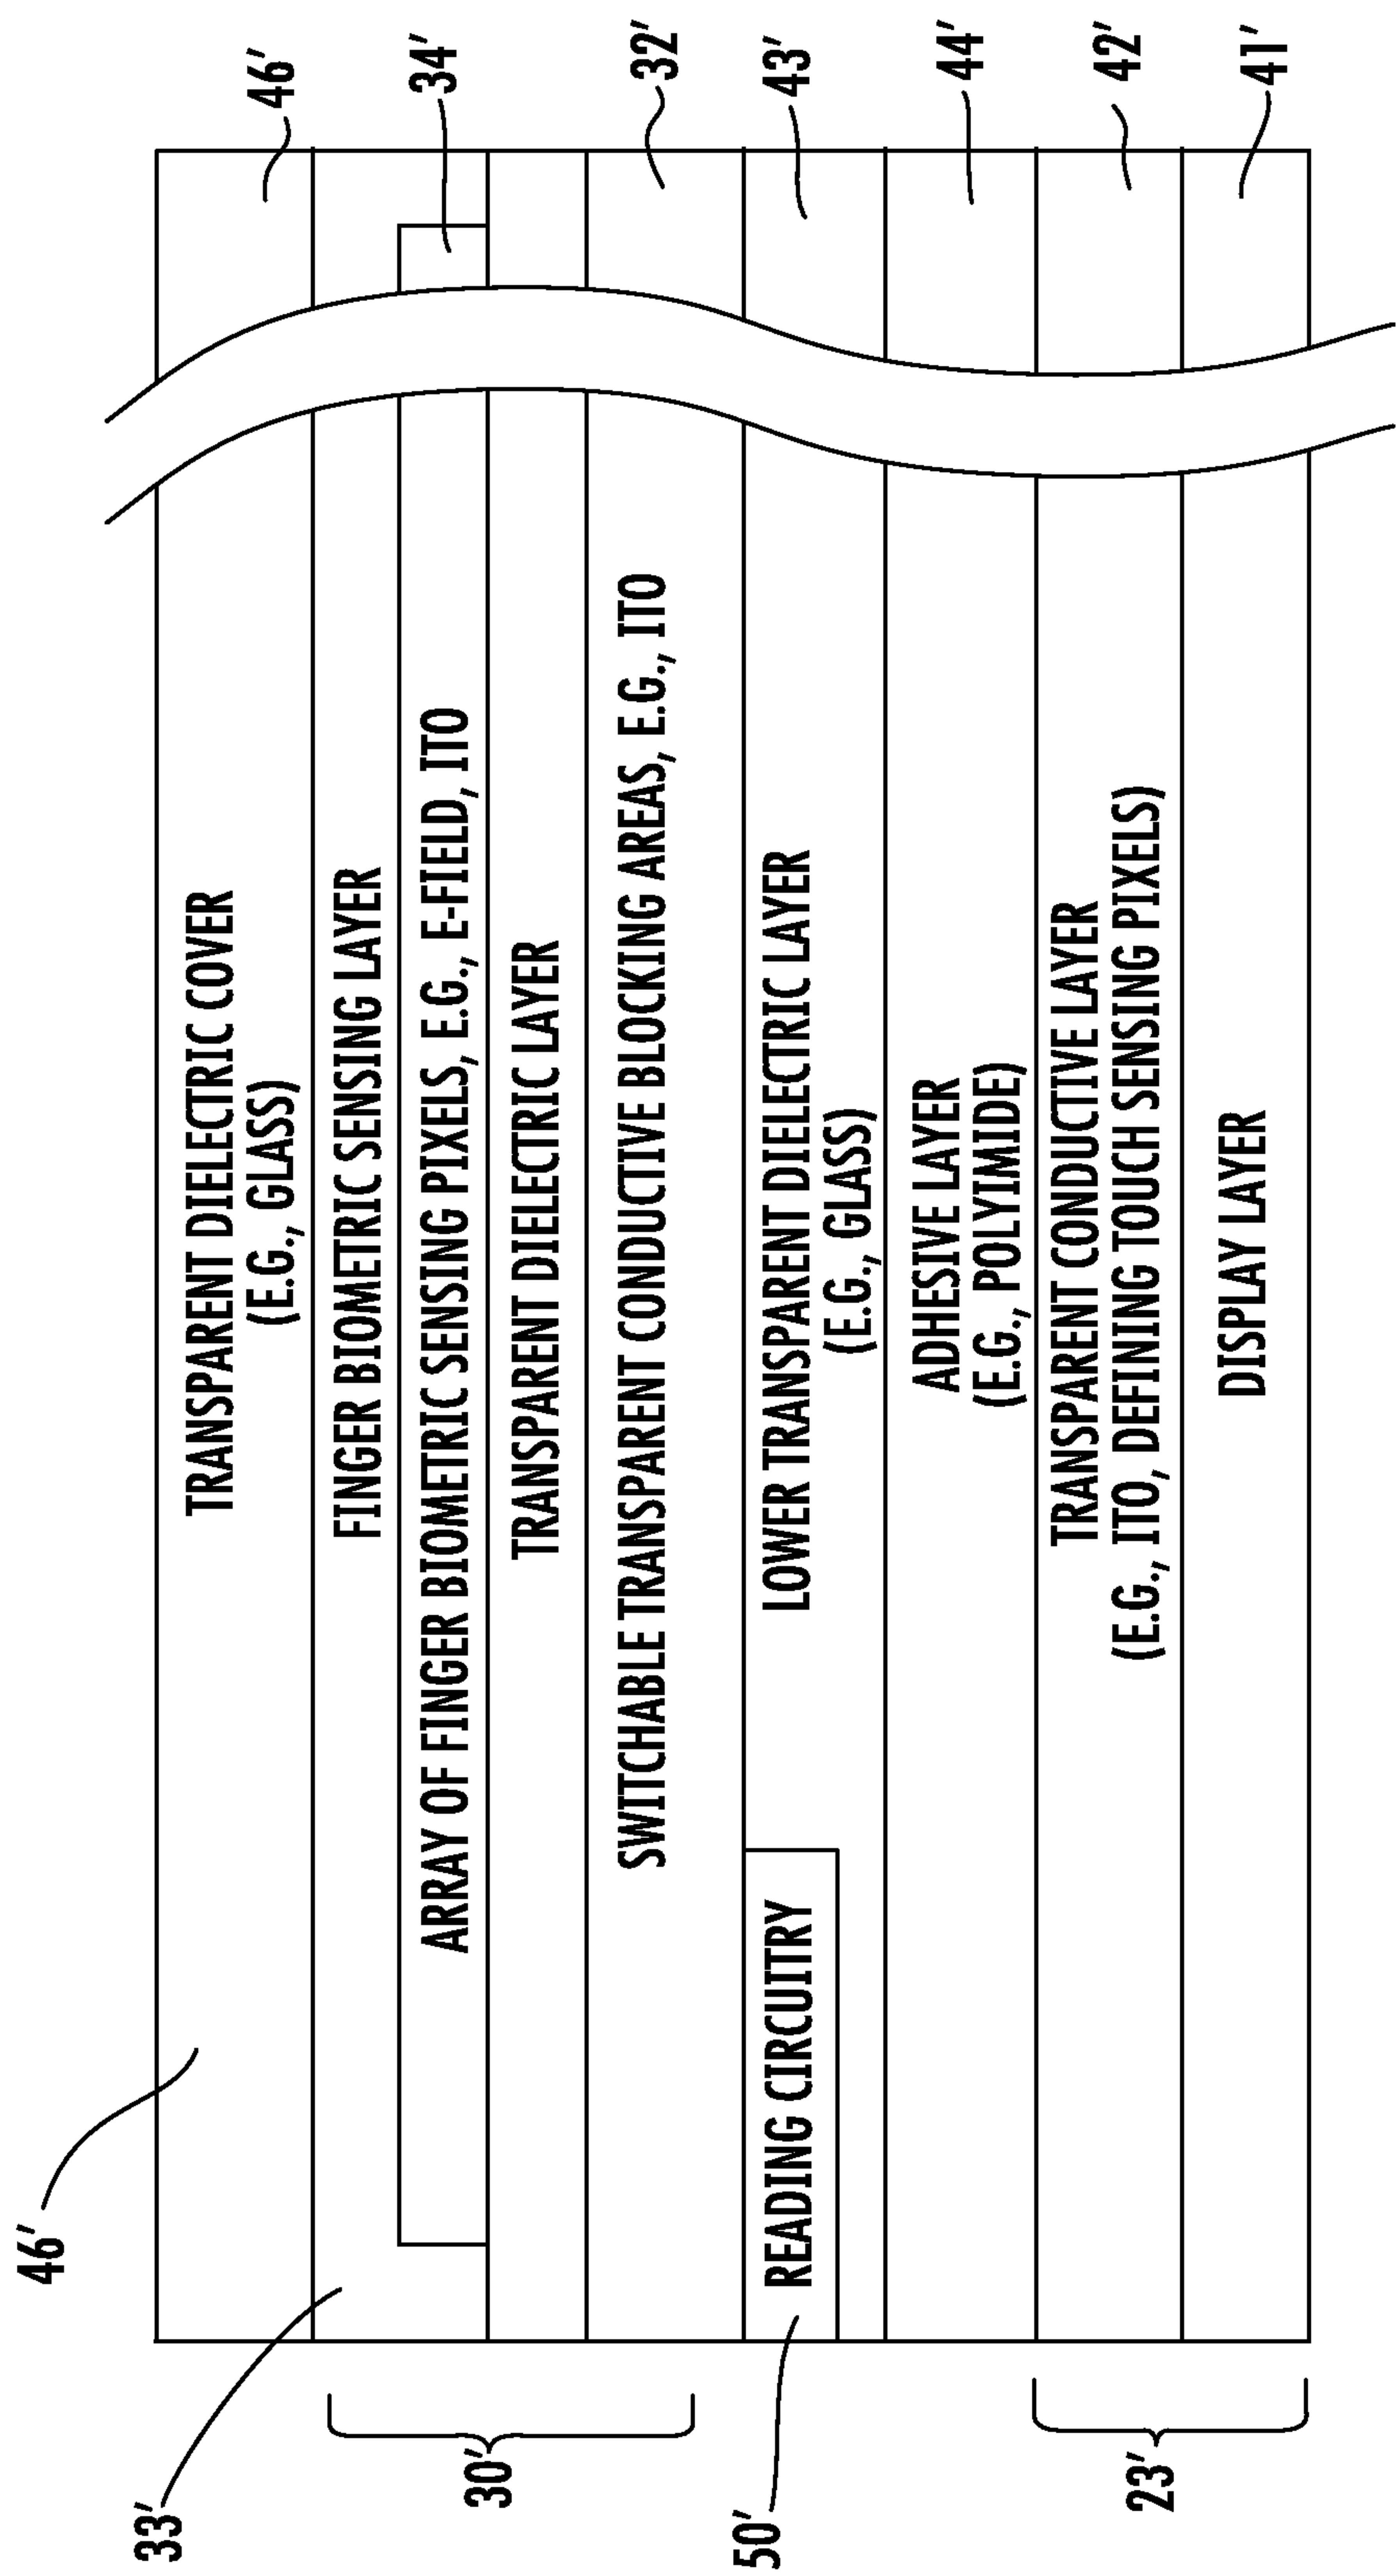 46′
TRANSPARENT DIELECTRIC COVER
(E.G., GLASS)
46′
33′
FINGER BIOMETRIC SENSING LAYER
34′
ARRAY OF FINGER BIOMETRIC SENSING PIXELS, E.G., E-FIELD, ITO
30′
TRANSPARENT DIELECTRIC LAYER
SWITCHABLE TRANSPARENT CONDUCTIVE BLOCKING AREAS, E.G., ITO
32′
50′
READING CIRCUITRY
LOWER TRANSPARENT DIELECTRIC LAYER
(E.G., GLASS)
43′
ADHESIVE LAYER
(E.G., POLYIMIDE)
44′
TRANSPARENT CONDUCTIVE LAYER
(E.G., ITO, DEFINING TOUCH SENSING PIXELS)
42′
23′
DISPLAY LAYER
41′